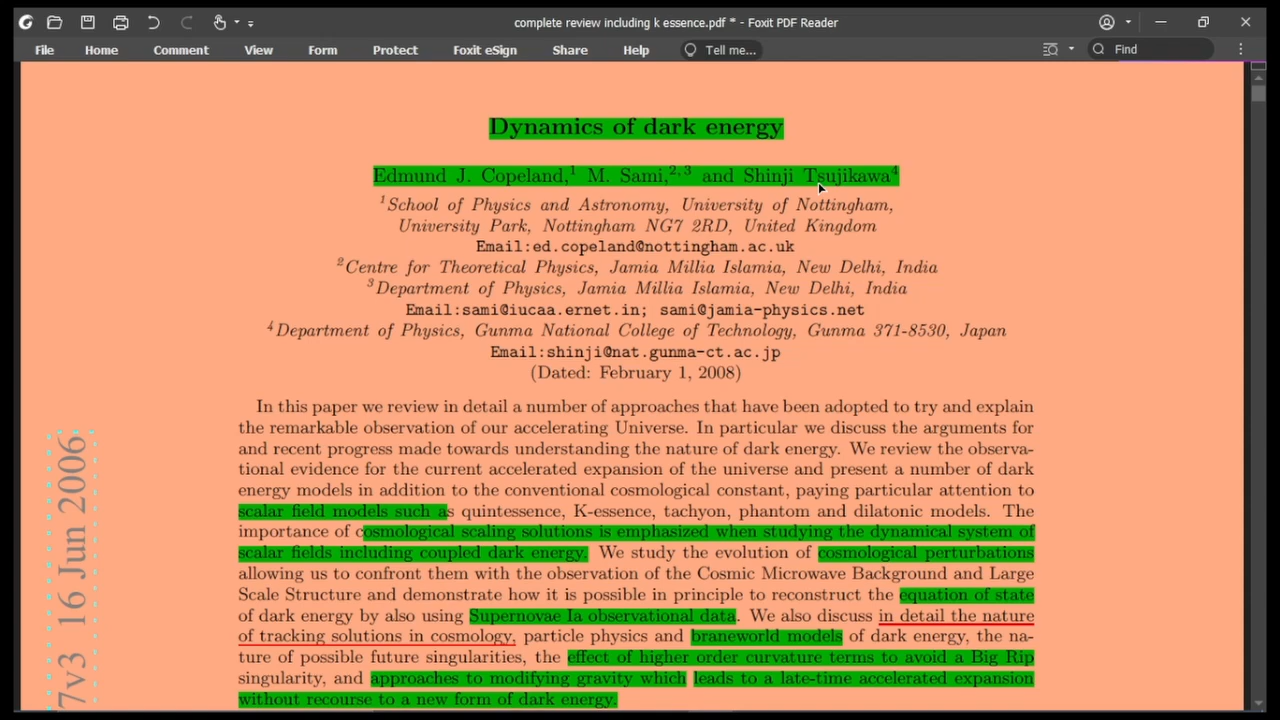 complete review including k essence.pdf * - Foxit PDF Reader
File Home Comment View Form Protect Foxit eSign Share Help Tell me... Find
Dynamics of dark energy
Edmund J. Copeland,1 M. Sami,2,3 and Shinji Tsujikawa4
1School of Physics and Astronomy, University of Nottingham,
University Park, Nottingham NG7 2RD, United Kingdom
Email:ed.copeland@nottingham.ac.uk
2Centre for Theoretical Physics, Jamia Millia Islamia, New Delhi, India
3Department of Physics, Jamia Millia Islamia, New Delhi, India
Email:sami@iucaa.ernet.in; sami@jamia-physics.net
4Department of Physics, Gunma National College of Technology, Gunma 371-8530, Japan
Email:shinji@nat.gunma-ct.ac.jp
(Dated: February 1, 2008)
In this paper we review in detail a number of approaches that have been adopted to try and explain
the remarkable observation of our accelerating Universe. In particular we discuss the arguments for
and recent progress made towards understanding the nature of dark energy. We review the observa-
tional evidence for the current accelerated expansion of the universe and present a number of dark
energy models in addition to the conventional cosmological constant, paying particular attention to
scalar field models such as quintessence, K-essence, tachyon, phantom and dilatonic models. The
importance of cosmological scaling solutions is emphasized when studying the dynamical system of
scalar fields including coupled dark energy. We study the evolution of cosmological perturbations
allowing us to confront them with the observation of the Cosmic Microwave Background and Large
Scale Structure and demonstrate how it is possible in principle to reconstruct the equation of state
of dark energy by also using Supernovae Ia observational data. We also discuss in detail the nature
of tracking solutions in cosmology, particle physics and braneworld models of dark energy, the na-
ture of possible future singularities, the effect of higher order curvature terms to avoid a Big Rip
singularity, and approaches to modifying gravity which leads to a late-time accelerated expansion
without recourse to a new form of dark energy.
7v3 16 Jun 2006